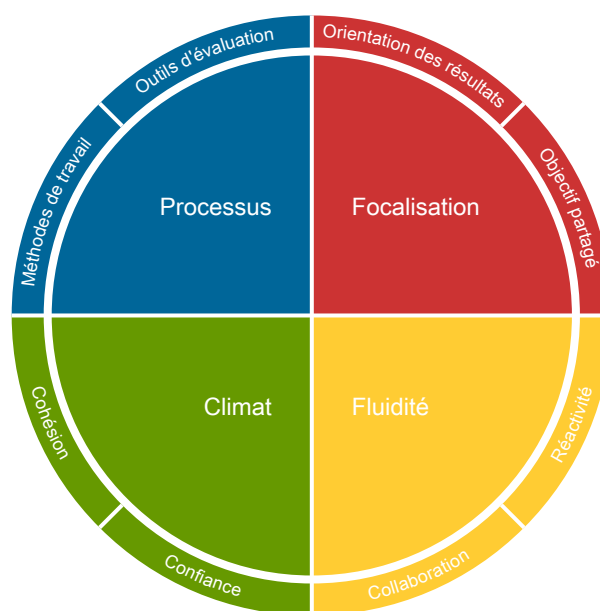 Outils d'évaluation
Orientation des résultats
Méthodes de travail
Objectif partagé
Processus
Focalisation
Climat
Fluidité
Cohésion
Réactivité
Confiance
Collaboration